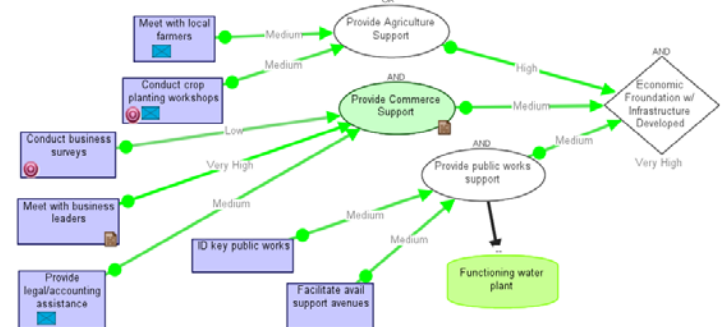 Meet with local
farmers
Medium
Provide Agriculture
Support
Medium
Conduct crop
planting workshops
High
AND
Economic
Foundation w/
Infrastructure
Developed
Very High
AND
Provide Commerce
Support
Medium
Low
Conduct business
surveys
Very High
Meet with business
leaders
Medium
Provide
legal/accounting
assistance
AND
Provide public works
support
Medium
Medium
ID key public works
Medium
Facilitate avail
support avenues
Functioning water
plant